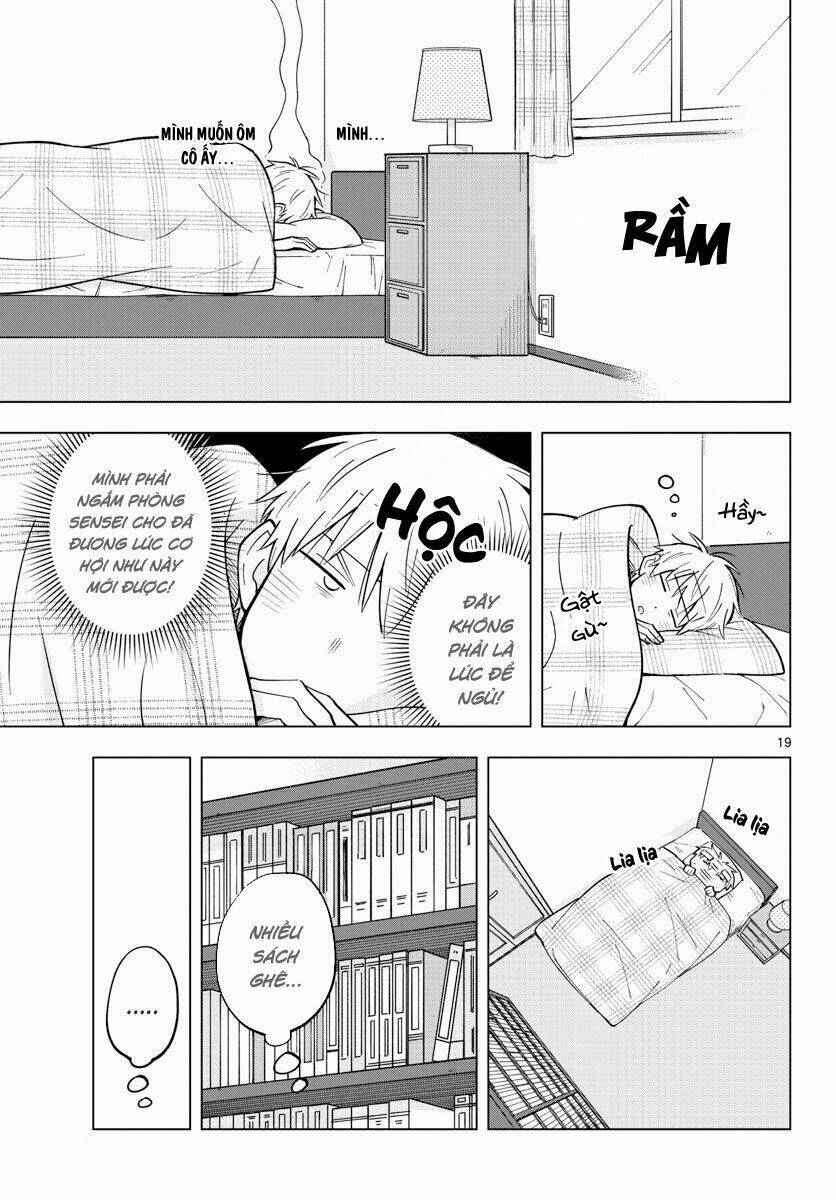 MÌNH...
MÌNH MUỐN ÔM
CÔ ẤY...
RẦM
Hầy~
Gật
Gù~
HỘC
ĐÂY
KHÔNG
PHẢI LÀ
LÚC ĐỂ
NGỦ!
MÌNH PHẢI
NGẮM PHÒNG
SENSEI CHO ĐÃ
ĐƯƠNG LÚC CƠ
HỘI NHƯ NÀY
MỚI ĐƯỢC!
19
Lia lịa
Lia lịa
NHIỀU
SÁCH
GHÊ...
.....